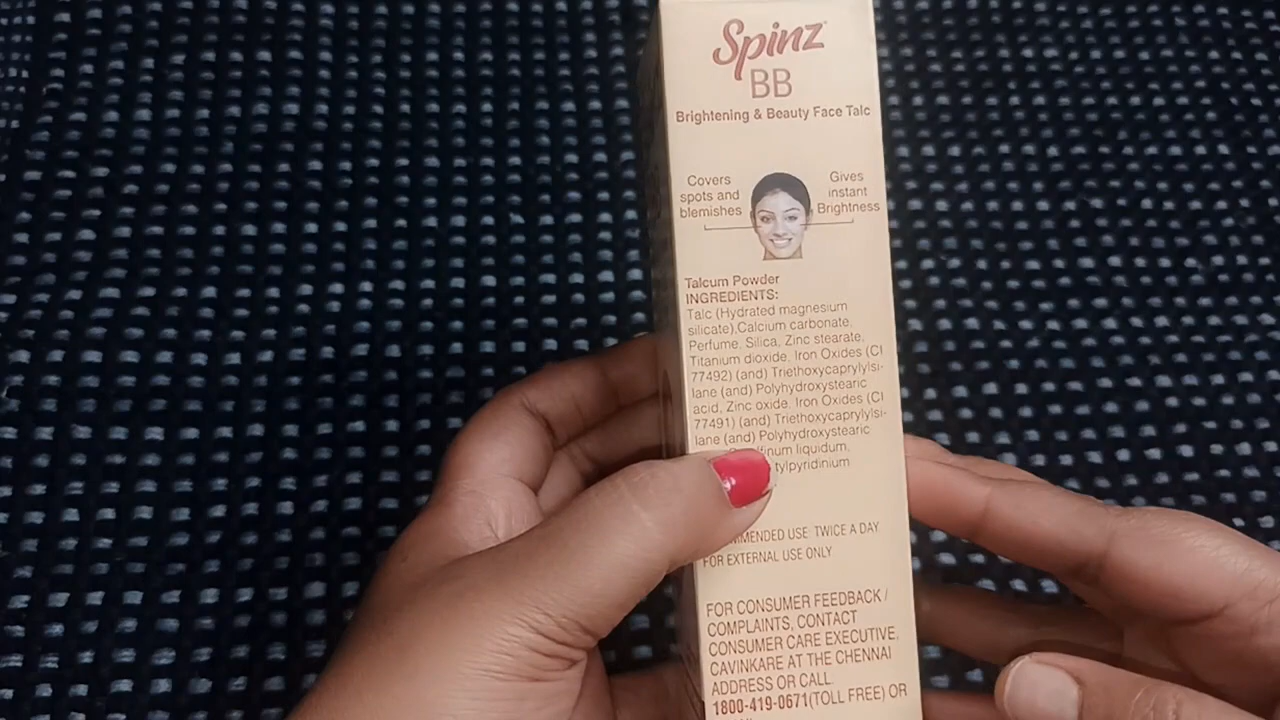 Spinz
BB
Brightening & Beauty Face Talc
Covers
spots and
blemishes
Gives
instant
Brightness
Talcum Powder
INGREDIENTS:
Talc (Hydrated magnesium
silicate),Calcium carbonate,
Perfume, Silica, Zinc stearate,
Titanium dioxide, Iron Oxides (CI
77492) (and) Triethoxycaprylylsi-
lane (and) Polyhydroxystearic
acid, Zinc oxide, Iron Oxides (CI
77491) (and) Triethoxycaprylylsi-
lane (and) Polyhydroxystearic
liquidum,
TWICE A DAY
FOR EXTERNAL USE ONLY
FOR CONSUMER FEEDBACK /
COMPLAINTS, CONTACT
CONSUMER CARE EXECUTIVE,
CAVINKARE AT THE CHENNAI
ADDRESS OR CALL
1800-419-0671(TOLL FREE) OR